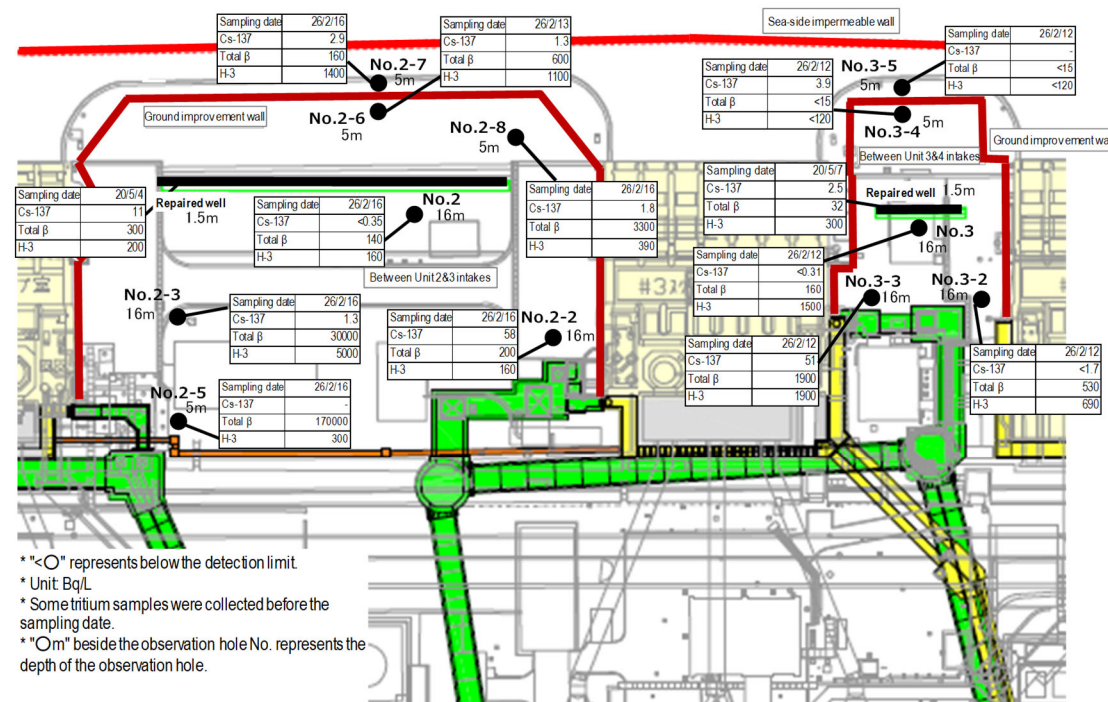 Sampling date 26/2/16
Cs-137 2.9
Total β 160
H-3 1400
Sampling date 26/2/13
Cs-137 1.3
Total β 600
H-3 1100
Sea-side impermeable wall
Sampling date 26/2/12
Cs-137 -
Total β <15
H-3 <120
No.2-7
5m
No.3-5
5m
Sampling date 26/2/12
Cs-137 3.9
Total β <15
H-3 <120
Ground improvement wall
No.2-6
5m
No.2-8
5m
No.3-4
5m
Ground improvement wa
Between Unit 3&4 intakes
Sampling date 20/5/4
Cs-137 11
Total β 300
H-3 200
Repaired well
1.5m
Sampling date 26/2/16
Cs-137 <0.35
Total β 140
H-3 160
No.2
16m
Sampling date 26/2/16
Cs-137 1.8
Total β 3300
H-3 390
Sampling date 20/5/7
Cs-137 2.5
Total β 32
H-3 300
Repaired well 1.5m
No.3
16m
Between Unit 2&3 intakes
Sampling date 26/2/12
Cs-137 <0.31
Total β 160
H-3 1500
No.2-3
16m
Sampling date 26/2/16
Cs-137 1.3
Total β 30000
H-3 5000
Sampling date 26/2/16
Cs-137 58
Total β 200
H-3 160
No.2-2
16m
No.3-3
16m
No.3-2
16m
Sampling date 26/2/12
Cs-137 51
Total β 1900
H-3 1900
Sampling date 26/2/12
Cs-137 <1.7
Total β 530
H-3 690
No.2-5
5m
Sampling date 26/2/16
Cs-137 -
Total β 170000
H-3 300
* "<○" represents below the detection limit.
* Unit: Bq/L
* Some tritium samples were collected before the
sampling date.
* "○m" beside the observation hole No. represents the
depth of the observation hole.